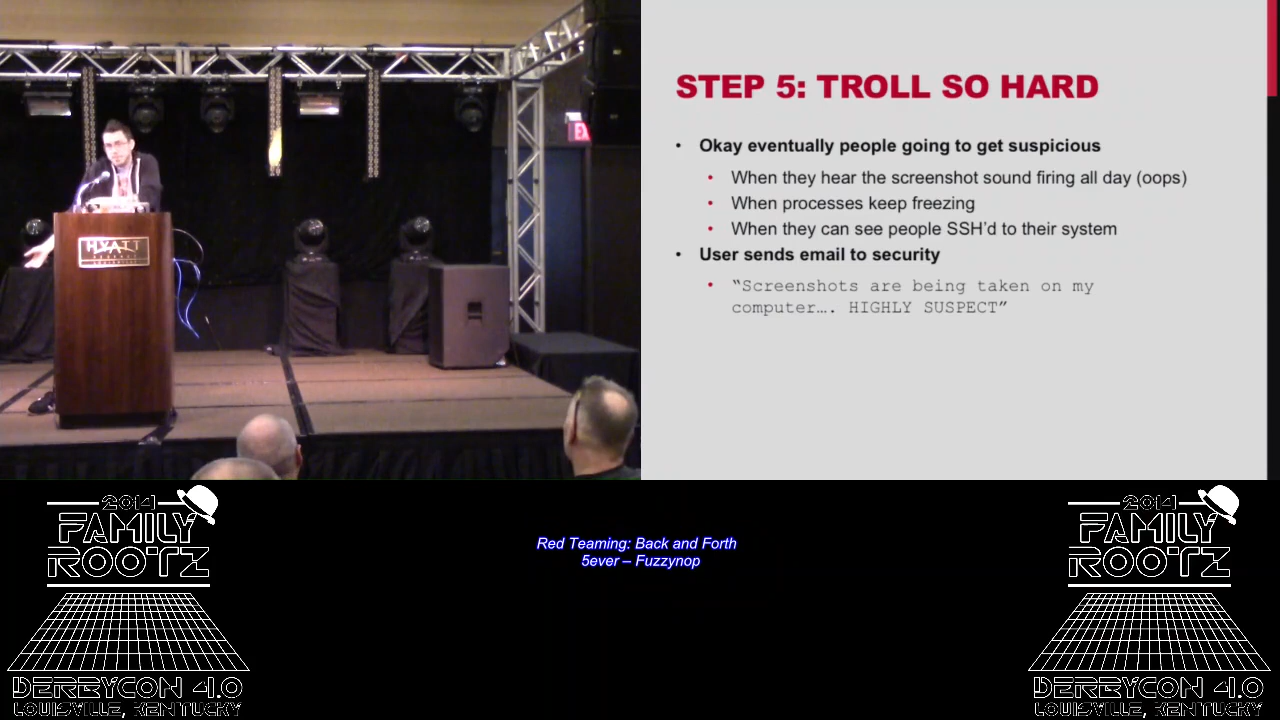 STEP 5: TROLL SO HARD
• Okay eventually people going to get suspicious
• When they hear the screenshot sound firing all day (oops)
• When processes keep freezing
• When they can see people SSH’d to their system
• User sends email to security
• “Screenshots are being taken on my
computer…. HIGHLY SUSPECT”
HYATT
2014
FAMILY
ROOTZ
DERBYCON 4.0
LOUISVILLE, KENTUCKY
Red Teaming: Back and Forth
5ever – Fuzzynop
2014
FAMILY
ROOTZ
DERBYCON 4.0
LOUISVILLE, KENTUCKY